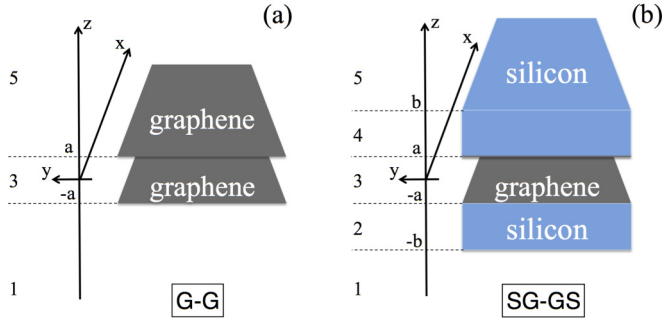 (a)
z
x
5
graphene
a
y
3
-a
graphene
1
G-G
(b)
z
x
5
silicon
b
4
a
y
3
-a
graphene
2
silicon
-b
1
SG-GS